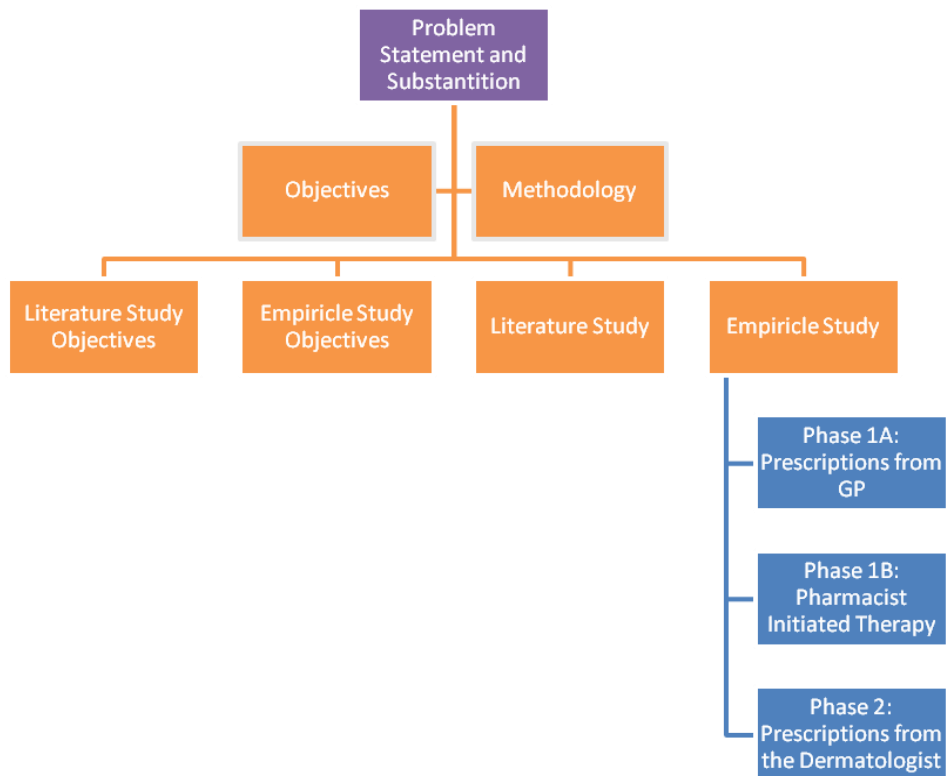 Problem
Statement and
Substantition
Objectives
Methodology
Literature Study
Objectives
Empiricle Study
Objectives
Literature Study
Empiricle Study
Phase 1A:
Prescriptions from
GP
Phase 1B:
Pharmacist
Initiated Therapy
Phase 2:
Prescriptions from
the Dermatologist